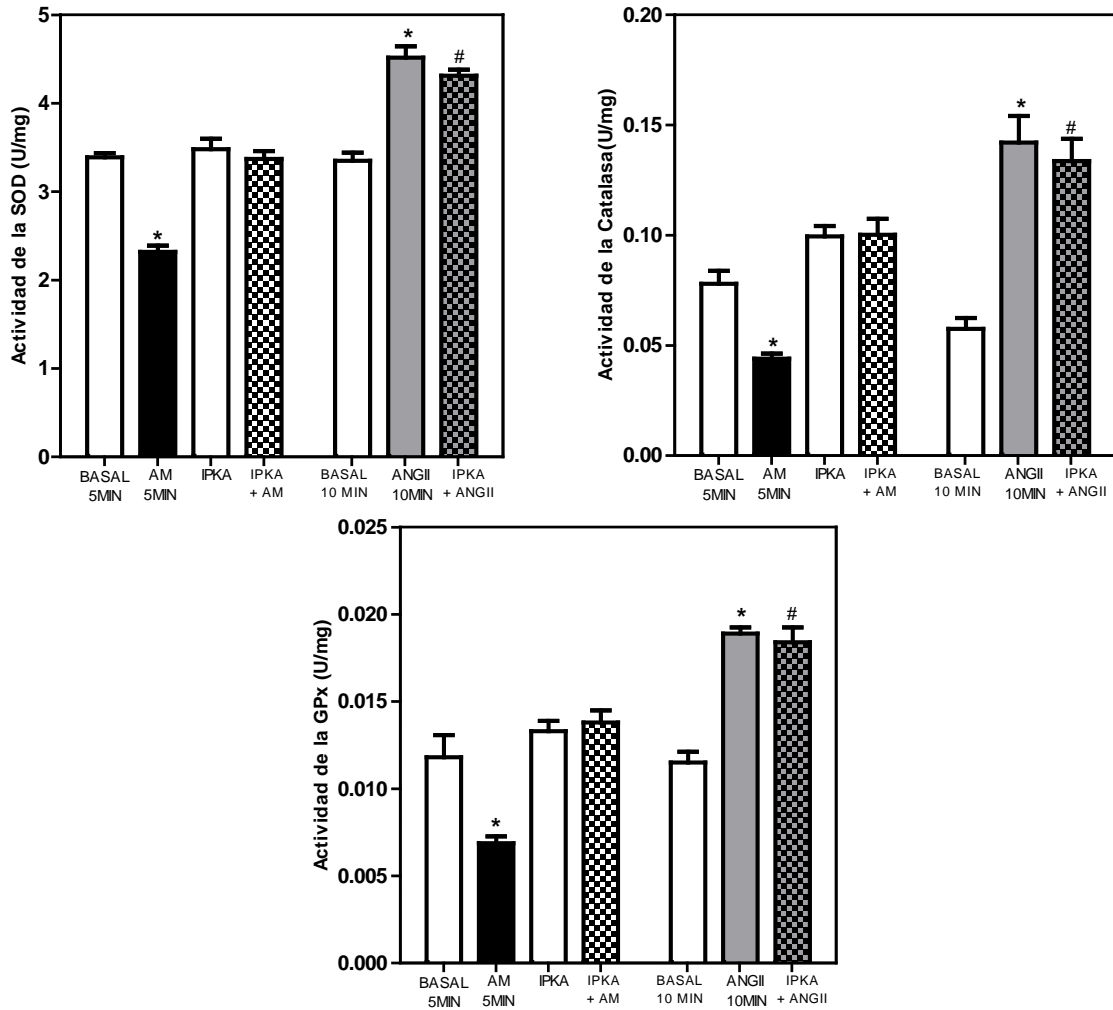 Actividad de la SOD (U/mg)
5
4
3
2
1
0
*
*
#
BASAL
5MIN
AM
5MIN
IPKA
IPKA
+ AM
BASAL
10 MIN
ANGII
10MIN
IPKA
+ ANGII
Actividad de la Catalasa(U/mg)
0.20
0.15
0.10
0.05
0.00
*
*
#
BASAL
5MIN
AM
5MIN
IPKA
IPKA
+ AM
BASAL
10 MIN
ANGII
10MIN
IPKA
+ ANGII
Actividad de la GPx (U/mg)
0.025
0.020
0.015
0.010
0.005
0.000
*
*
#
BASAL
5MIN
AM
5MIN
IPKA
IPKA
+ AM
BASAL
10 MIN
ANGII
10MIN
IPKA
+ ANGII